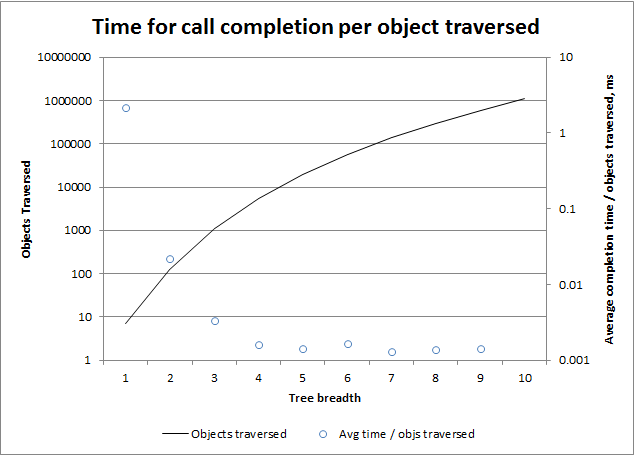 Time for call completion per object traversed
10000000
1000000
100000
10000
1000
100
10
1
Objects Traversed
10
1
0.1
0.01
0.001
Average completion time / objects traversed, ms
1 2 3 4 5 6 7 8 9 10
Tree breadth
Objects traversed
Avg time / objs traversed